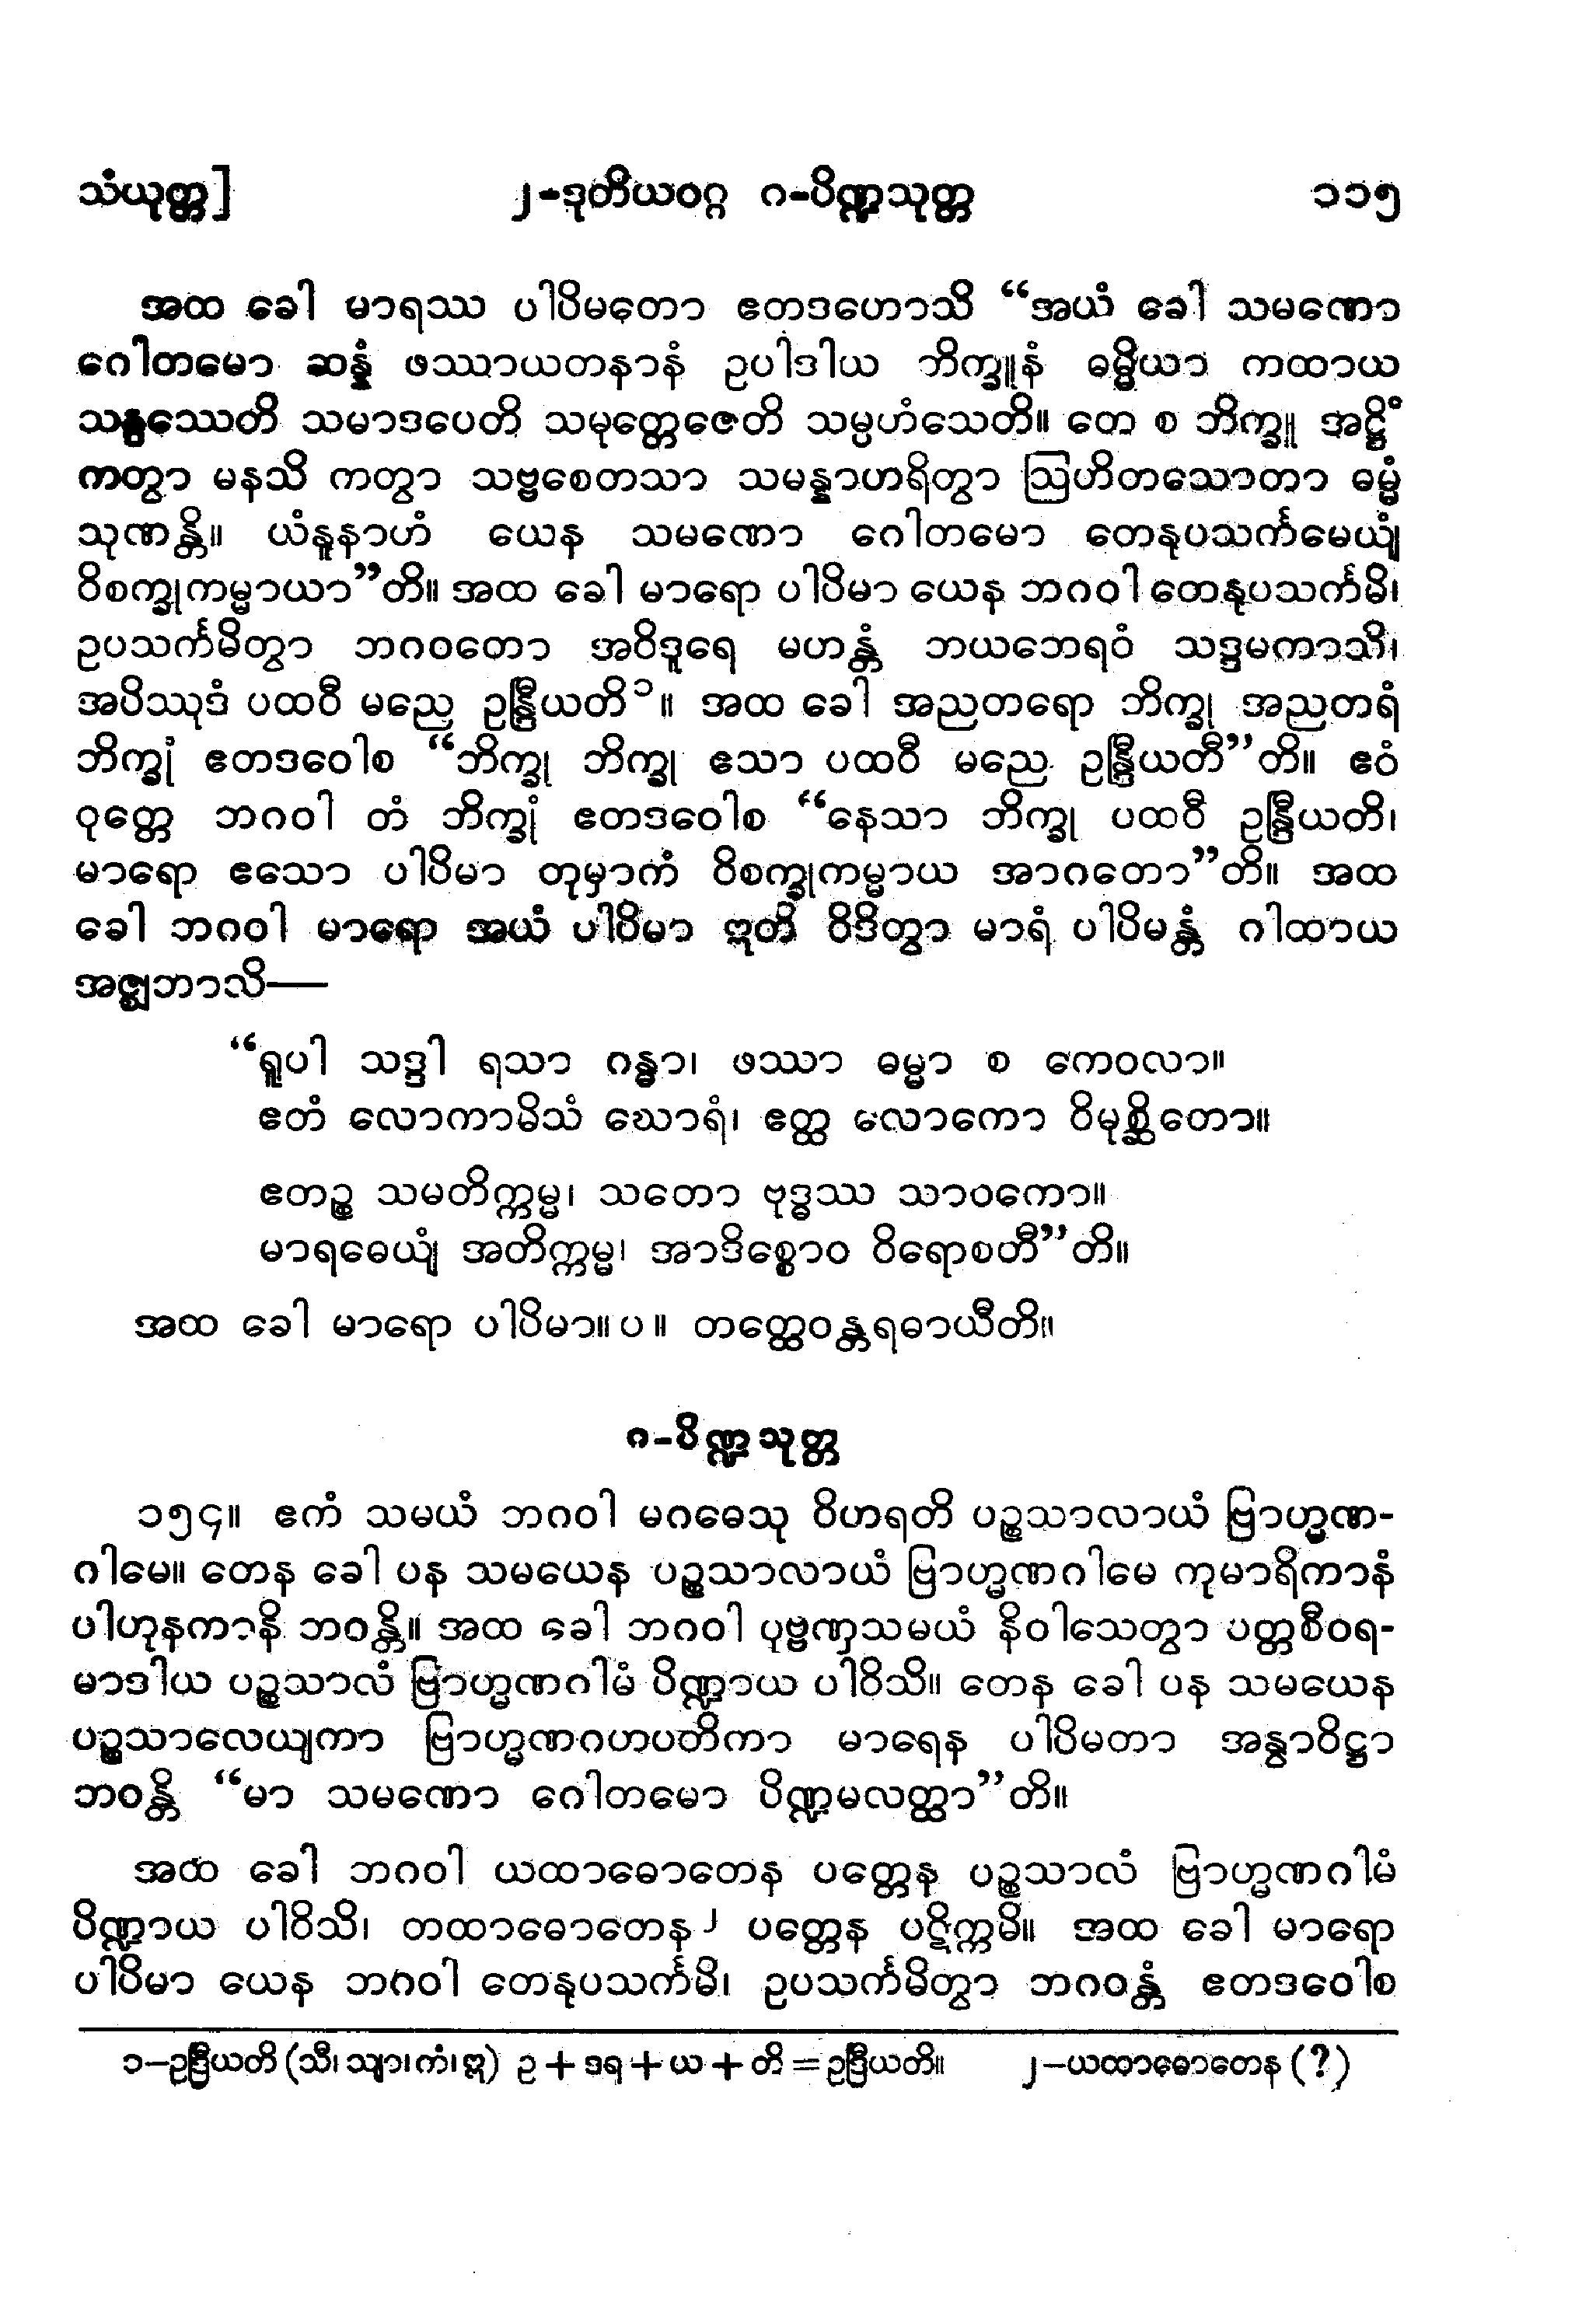 သံယုတ္တ] ၂-ဒုတိယဝဂ္ဂ ဂ-ပိဏ္ဍသုတ္တ ၁၁၅
အထ ခေါ မာရဿ ပါပိမတော ဧတဒဟောသိ “အယံ ခေါ သမဏော
ဂေါတမော ဆန္နံ ဖဿာယတနာနံ ဥပါဒါယ ဘိက္ခူနံ ဓမ္မိယာ ကထာယ
သန္ဒဿေတိ သမာဒပေတိ သမုတ္တေဇေတိ သမ္ပဟံသေတိ။ တေ စ ဘိက္ခူ အဋ္ဌိံ
ကတွာ မနသိ ကတွာ သဗ္ဗစေတသာ သမန္နာဟရိတွာ ဩဟိတသောတာ ဓမ္မံ
သုဏန္တိ။ ယံနူနာဟံ ယေန သမဏော ဂေါတမော တေနုပသင်္ကမေယျံ
ဝိစက္ခုကမ္မာယာ”တိ။ အထ ခေါ မာရော ပါပိမာ ယေန ဘဂဝါ တေနုပသင်္ကမိ၊
ဥပသင်္ကမိတွာ ဘဂဝတော အဝိဒူရေ မဟန္တံ ဘယဘေရဝံ သဒ္ဒမကာသိ၊
အပိဿုဒံ ပထဝီ မညေ ဥန္ဒြီယတိ၁။ အထ ခေါ အညတရော ဘိက္ခု အညတရံ
ဘိက္ခုံ ဧတဒဝေါစ “ဘိက္ခု ဘိက္ခု ဧသာ ပထဝီ မညေ ဥန္ဒြီယတီ”တိ။ ဧဝံ
ဝုတ္တေ ဘဂဝါ တံ ဘိက္ခုံ ဧတဒဝေါစ “နေသာ ဘိက္ခု ပထဝီ ဥန္ဒြီယတိ၊
မာရော ဧသော ပါပိမာ တုမှာကံ ဝိစက္ခုကမ္မာယ အာဂတော”တိ။ အထ
ခေါ ဘဂဝါ မာရော အယံ ပါပိမာ ဣတိ ဝိဒိတွာ မာရံ ပါပိမန္တံ ဂါထာယ
အဇ္ဈဘာသိ—
“ရူပါ သဒ္ဒါ ရသာ ဂန္ဓာ၊ ဖဿာ ဓမ္မာ စ ကေဝလာ။
ဧတံ လောကာမိသံ ဃောရံ၊ ဧတ္ထ လောကော ဝိမုစ္ဆိတော။
ဧတဉ္စ သမတိက္ကမ္မ၊ သတော ဗုဒ္ဓဿ သာဝကော။
မာရဓေယျံ အတိက္ကမ္မ၊ အာဒိစ္စောဝ ဝိရောစတီ”တိ။
အထ ခေါ မာရော ပါပိမာ။ပ။ တတ္ထေဝန္တရဓာယီတိ။
ဂ-ပိဏ္ဍသုတ္တ
၁၅၄။ ဧကံ သမယံ ဘဂဝါ မဂဓေသု ဝိဟရတိ ပဉ္စသာလာယံ ဗြာဟ္မဏ-
ဂါမေ။ တေန ခေါ ပန သမယေန ပဉ္စသာလာယံ ဗြာဟ္မဏဂါမေ ကုမာရိကာနံ
ပါဟုနကာနိ ဘဝန္တိ။ အထ ခေါ ဘဂဝါ ပုဗ္ဗဏှသမယံ နိဝါသေတွာ ပတ္တစီဝရ-
မာဒါယ ပဉ္စသာလံ ဗြာဟ္မဏဂါမံ ပိဏ္ဍာယ ပါဝိသိ။ တေန ခေါ ပန သမယေန
ပဉ္စသာလေယျကာ ဗြာဟ္မဏဂဟပတိကာ မာရေန ပါပိမတာ အန္ဝာဝိဋ္ဌာ
ဘဝန္တိ “မာ သမဏော ဂေါတမော ပိဏ္ဍမလတ္ထာ”တိ။
အထ ခေါ ဘဂဝါ ယထာဓောတေန ပတ္တေန ပဉ္စသာလံ ဗြာဟ္မဏဂါမံ
ပိဏ္ဍာယ ပါဝိသိ၊ တထာဓောတေန၂ ပတ္တေန ပဋိက္ကမိ။ အထ ခေါ မာရော
ပါပိမာ ယေန ဘဂဝါ တေနုပသင်္ကမိ၊ ဥပသင်္ကမိတွာ ဘဂဝန္တံ ဧတဒဝေါစ
၁−ဥဒြီယတိ (သီ၊ သျာ၊ ကံ၊ ဣ) ဥ + ဒရ + ယ + တိ = ဥဒြီယတိ။ ၂−ယထာဓောတေန (?)